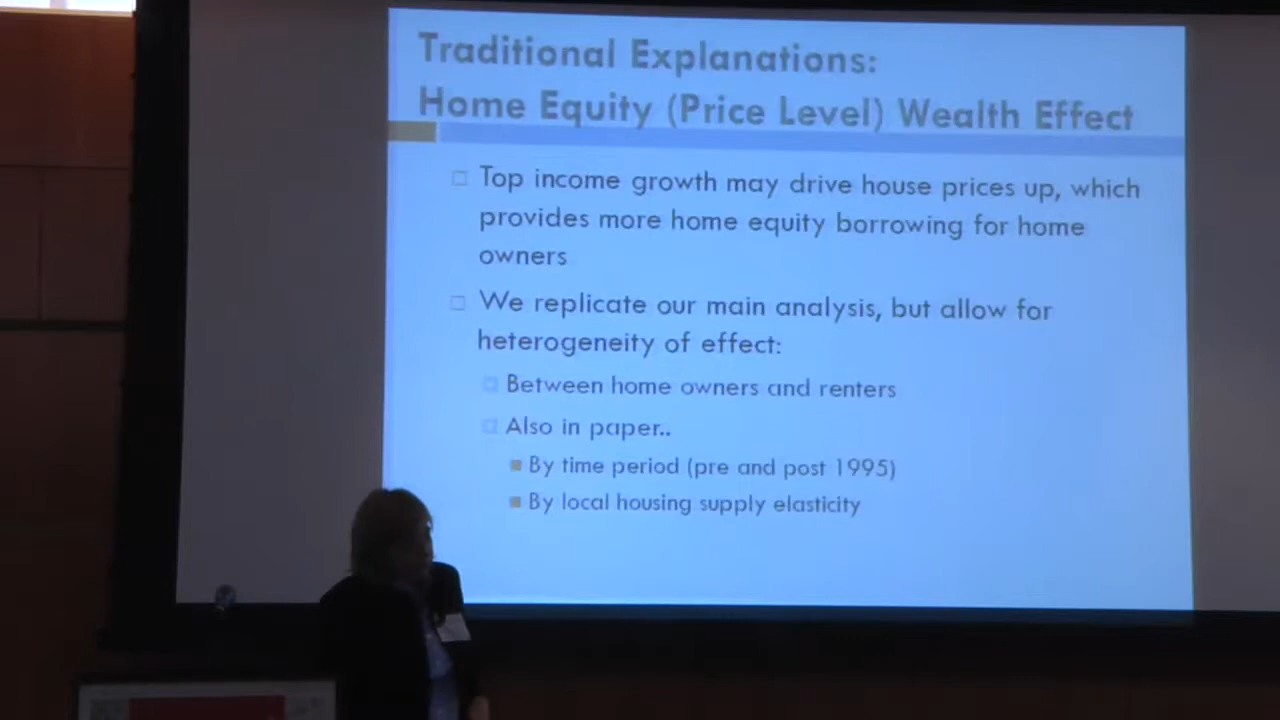 Traditional Explanations:
Home Equity (Price Level) Wealth Effect
Top income growth may drive house prices up, which
provides more home equity borrowing for home
owners
We replicate our main analysis, but allow for
heterogeneity of effect:
Between home owners and renters
Also in paper..
By time period (pre and post 1995)
By local housing supply elasticity